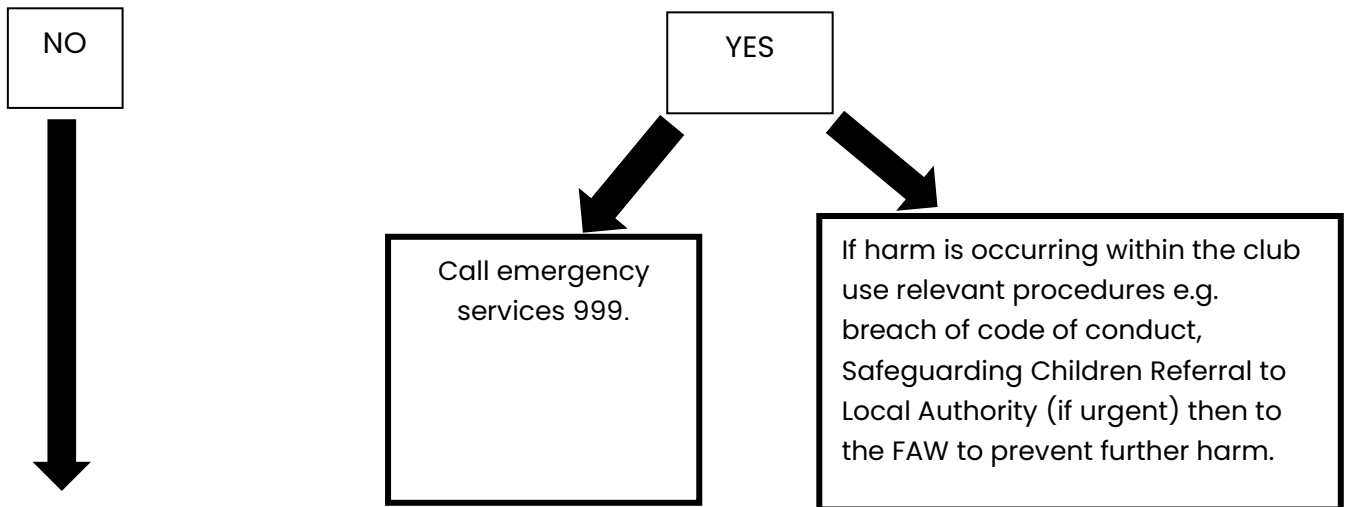 NO
YES
Call emergency
services 999.
If harm is occurring within the club
use relevant procedures e.g.
breach of code of conduct,
Safeguarding Children Referral to
Local Authority (if urgent) then to
the FAW to prevent further harm.